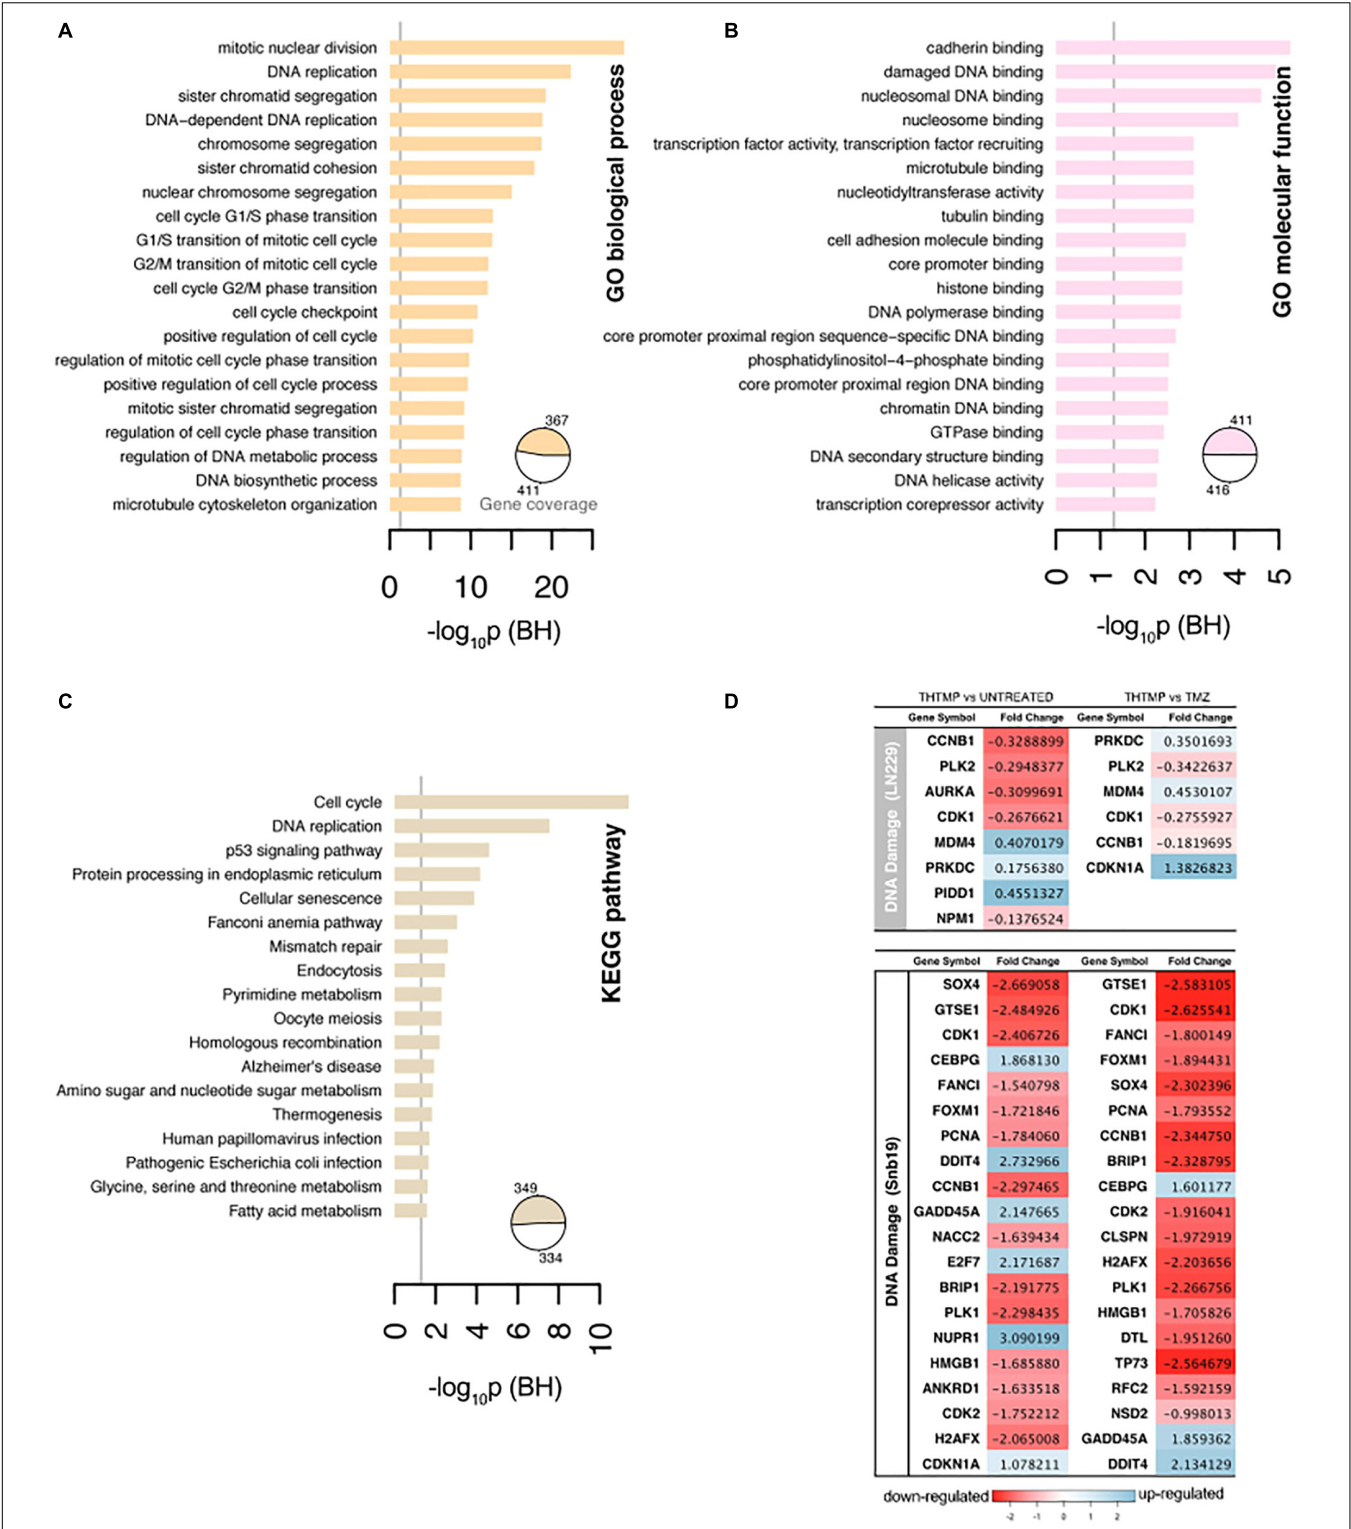 A
mitotic nuclear division
DNA replication
sister chromatid segregation
DNA−dependent DNA replication
chromosome segregation
sister chromatid cohesion
nuclear chromosome segregation
cell cycle G1/S phase transition
G1/S transition of mitotic cell cycle
G2/M transition of mitotic cell cycle
cell cycle G2/M phase transition
cell cycle checkpoint
positive regulation of cell cycle
regulation of mitotic cell cycle phase transition
positive regulation of cell cycle process
mitotic sister chromatid segregation
regulation of cell cycle phase transition
regulation of DNA metabolic process
DNA biosynthetic process
microtubule cytoskeleton organization
GO biological process
367
411
Gene coverage
0 10 20
-log10p (BH)
B
cadherin binding
damaged DNA binding
nucleosomal DNA binding
nucleosome binding
transcription factor activity, transcription factor recruiting
microtubule binding
nucleotidyltransferase activity
tubulin binding
cell adhesion molecule binding
core promoter binding
histone binding
DNA polymerase binding
core promoter proximal region sequence−specific DNA binding
phosphatidylinositol−4−phosphate binding
core promoter proximal region DNA binding
chromatin DNA binding
GTPase binding
DNA secondary structure binding
DNA helicase activity
transcription corepressor activity
GO molecular function
411
416
0 1 2 3 4 5
-log10p (BH)
C
Cell cycle
DNA replication
p53 signaling pathway
Protein processing in endoplasmic reticulum
Cellular senescence
Fanconi anemia pathway
Mismatch repair
Endocytosis
Pyrimidine metabolism
Oocyte meiosis
Homologous recombination
Alzheimer's disease
Amino sugar and nucleotide sugar metabolism
Thermogenesis
Human papillomavirus infection
Pathogenic Escherichia coli infection
Glycine, serine and threonine metabolism
Fatty acid metabolism
KEGG pathway
349
334
0 2 4 6 8 10
-log10p (BH)
D
THTMP vs UNTREATED THTMP vs TMZ
Gene Symbol Fold Change Gene Symbol Fold Change
DNA Damage (LN229)
CCNB1 -0.3288899 PRKDC 0.3501693
PLK2 -0.2948377 PLK2 -0.3422637
AURKA -0.3099691 MDM4 0.4530107
CDK1 -0.2676621 CDK1 -0.2755927
MDM4 0.4070179 CCNB1 -0.1819695
PRKDC 0.1756380 CDKN1A 1.3826823
PIDD1 0.4551327
NPM1 -0.1376524
Gene Symbol Fold Change Gene Symbol Fold Change
DNA Damage (Snb19)
SOX4 -2.669058 GTSE1 -2.583105
GTSE1 -2.484926 CDK1 -2.625541
CDK1 -2.406726 FANCI -1.800149
CEBPG 1.868130 FOXM1 -1.894431
FANCI -1.540798 SOX4 -2.302396
FOXM1 -1.721846 PCNA -1.793552
PCNA -1.784060 CCNB1 -2.344750
DDIT4 2.732966 BRIP1 -2.328795
CCNB1 -2.297465 CEBPG 1.601177
GADD45A 2.147665 CDK2 -1.916041
NACC2 -1.639434 CLSPN -1.972919
E2F7 2.171687 H2AFX -2.203656
BRIP1 -2.191775 PLK1 -2.266756
PLK1 -2.298435 HMGB1 -1.705826
NUPR1 3.090199 DTL -1.951260
HMGB1 -1.685880 TP73 -2.564679
ANKRD1 -1.633518 RFC2 -1.592159
CDK2 -1.752212 NSD2 -0.998013
H2AFX -2.065008 GADD45A 1.859362
CDKN1A 1.078211 DDIT4 2.134129
down-regulated up-regulated
-2 -1 0 1 2